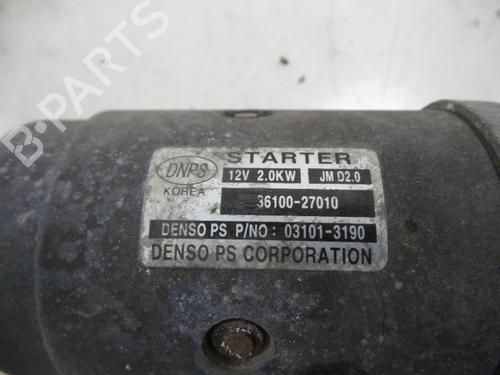 B-PARTS
DNPS STARTER
KOREA 12V 2.0KW JM D2.0
36100-27010
DENSO PS P/NO: 03101-3190
DENSO PS CORPORATION